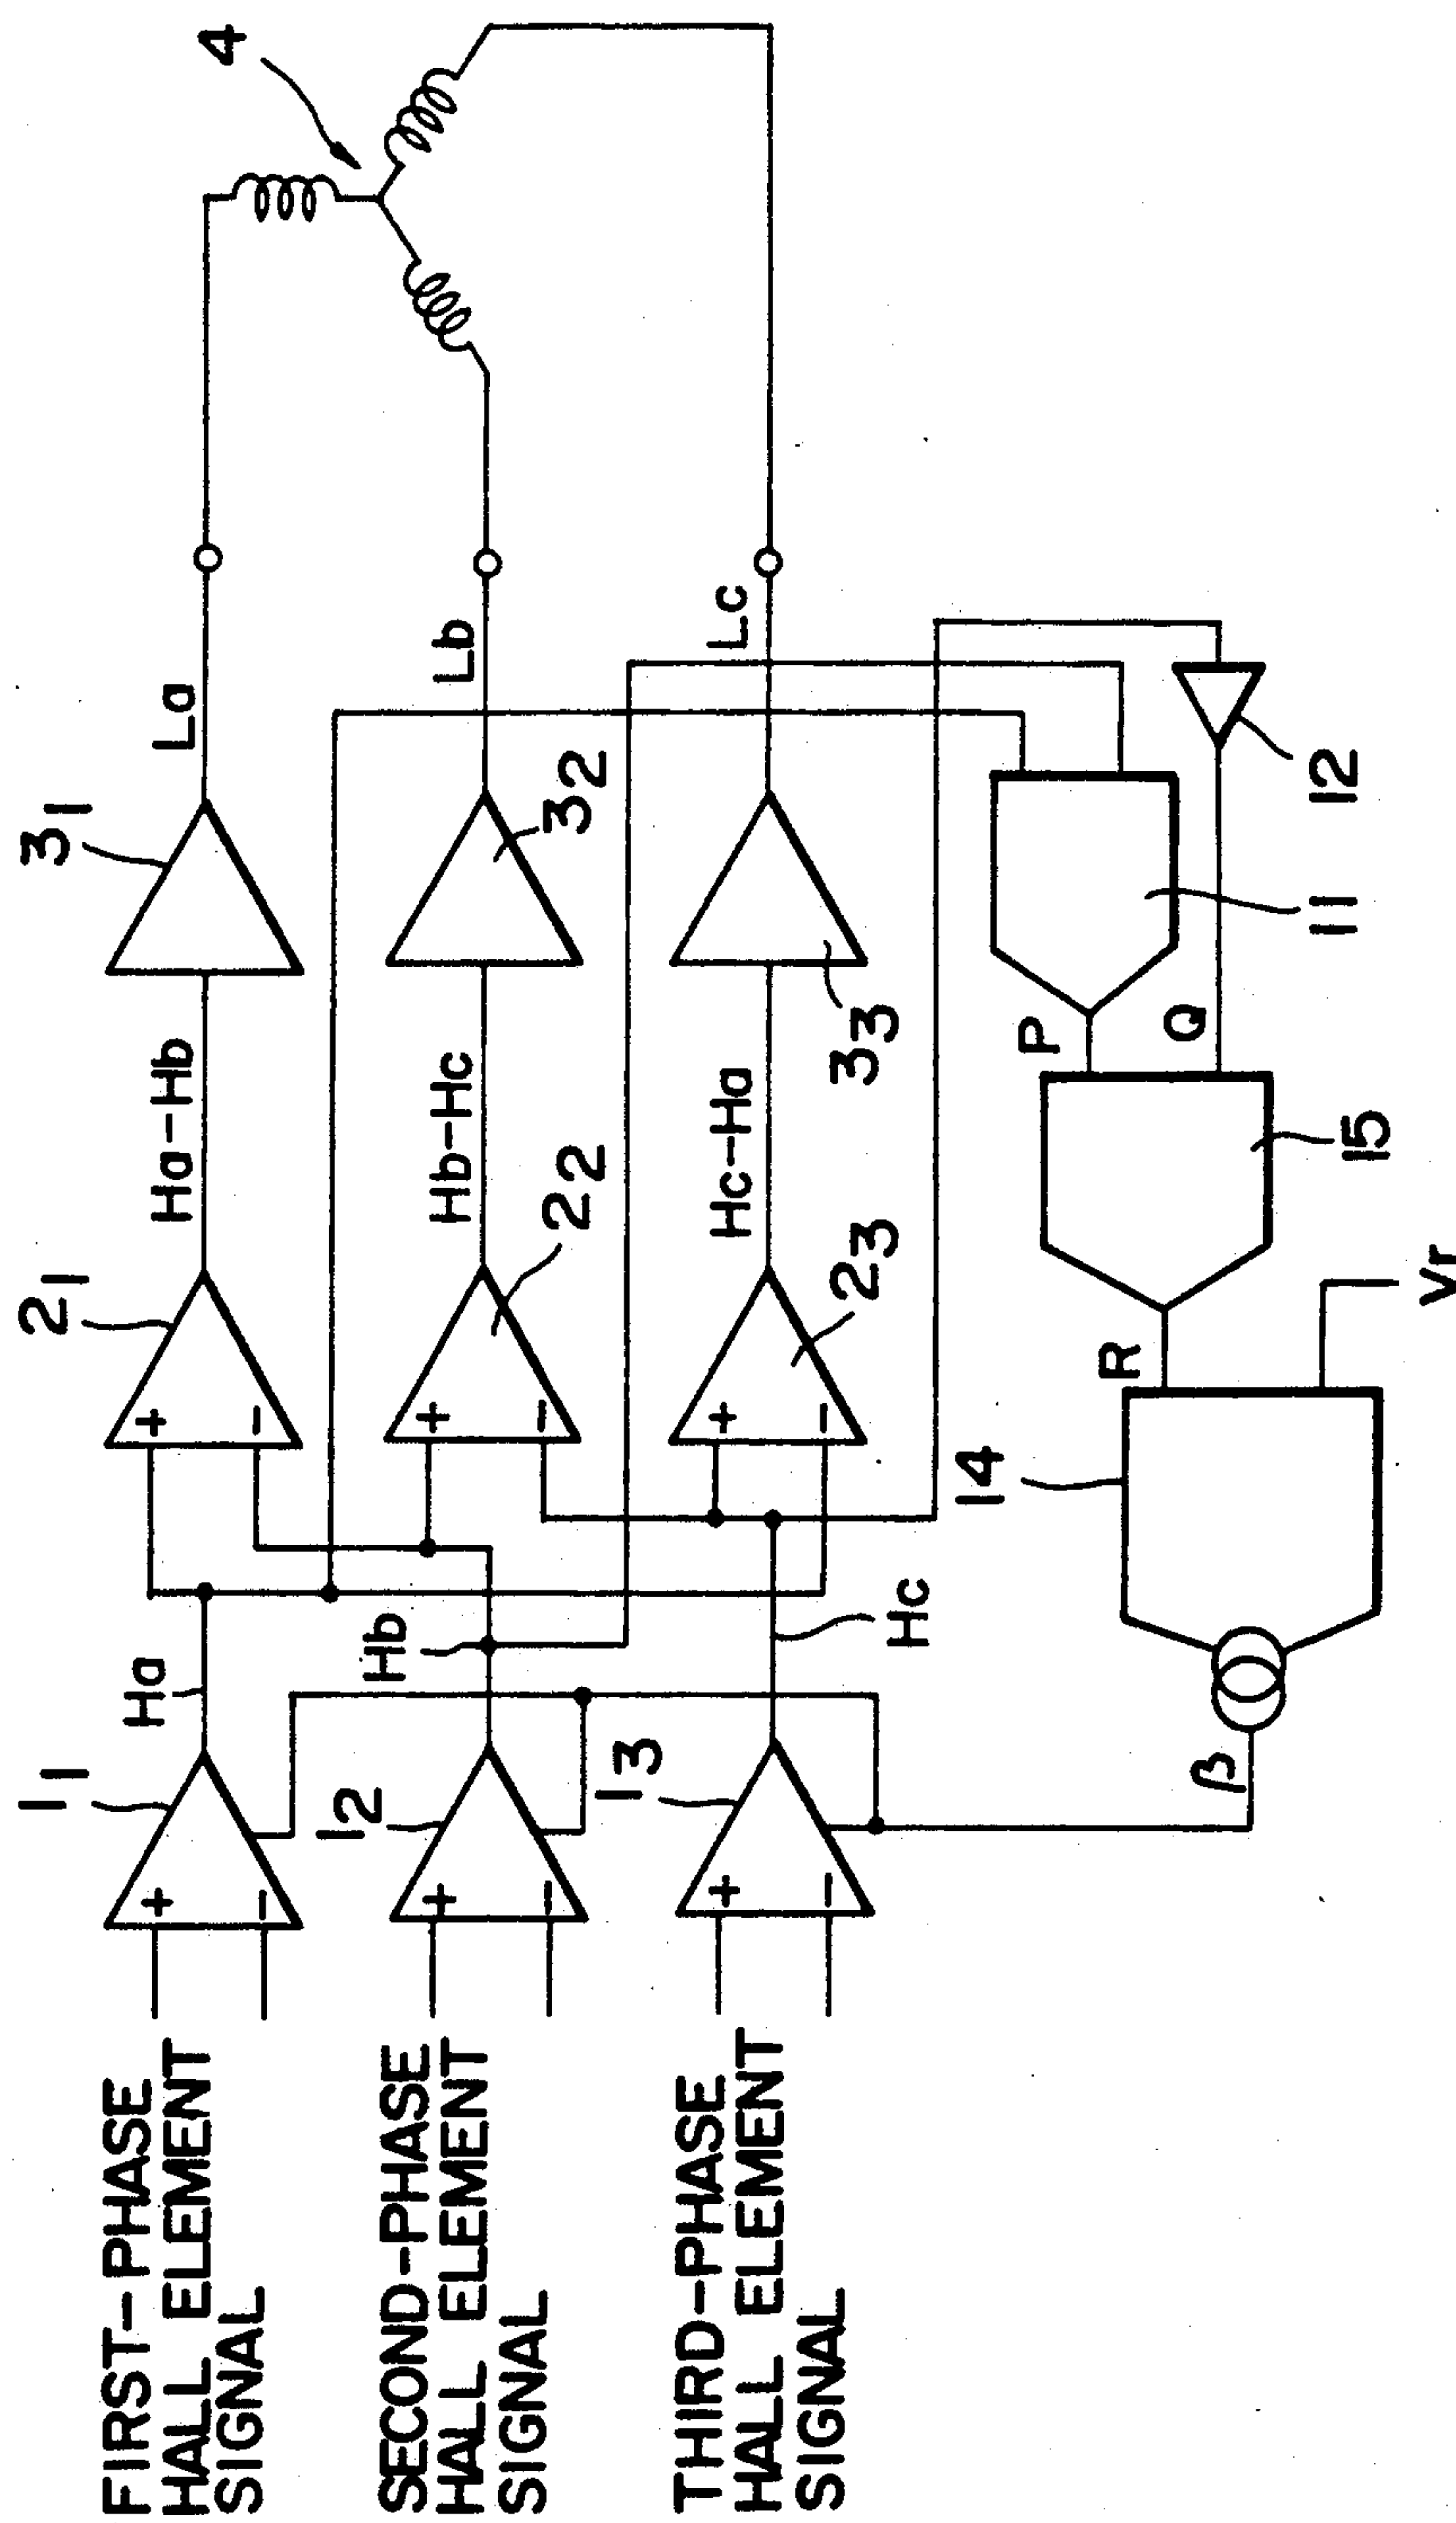 FIRST-PHASE
HALL ELEMENT
SIGNAL
SECOND-PHASE
HALL ELEMENT
SIGNAL
THIRD-PHASE
HALL ELEMENT
SIGNAL
1₁
+
−
Ha
2₁
+
−
Ha-Hb
3₁
La
4
1₂
+
−
Hb
2₂
+
−
Hb-Hc
3₂
Lb
1₃
+
−
Hc
2₃
+
−
Hc-Ha
3₃
Lc
β
14
R
Vr
15
P
Q
11
12